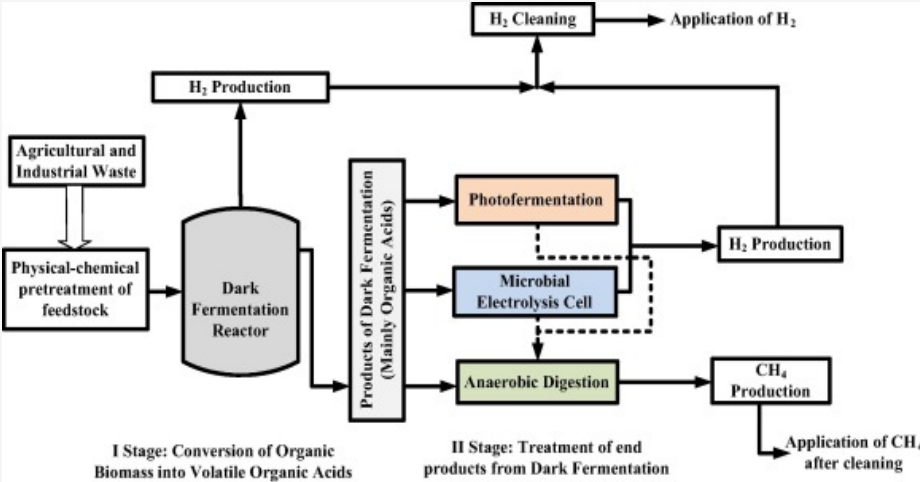 H₂ Cleaning
Application of H₂
H₂ Production
Agricultural and
Industrial Waste
Physical-chemical
pretreatment of
feedstock
Dark
Fermentation
Reactor
Products of Dark Fermentation
(Mainly Organic Acids)
Photofermentation
Microbial
Electrolysis Cell
Anaerobic Digestion
H₂ Production
CH₄
Production
Application of CH₄
after cleaning
I Stage: Conversion of Organic
Biomass into Volatile Organic Acids
II Stage: Treatment of end
products from Dark Fermentation